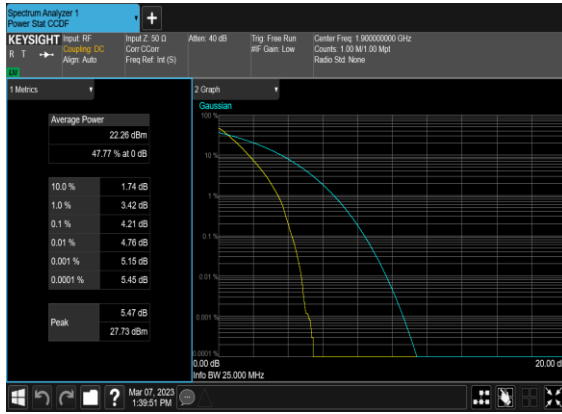 Spectrum Analyzer 1
Power Stat CCDF
+
KEYSIGHT
R T
LXI
Input: RF
Coupling: DC
Align: Auto
Input Z: 50 Ω
Corr CCorr
Freq Ref: Int (S)
Atten: 40 dB
Trig: Free Run
#IF Gain: Low
Center Freq: 1.900000000 GHz
Counts: 1.00 M/1.00 Mpt
Radio Std: None
1 Metrics
Average Power
22.26 dBm
47.77 % at 0 dB
10.0 % 1.74 dB
1.0 % 3.42 dB
0.1 % 4.21 dB
0.01 % 4.76 dB
0.001 % 5.15 dB
0.0001 % 5.45 dB
Peak
5.47 dB
27.73 dBm
2 Graph
Gaussian
100 %
10 %
1 %
0.1 %
0.01 %
0.001 %
0.0001 %
0.00 dB 20.00 d
Info BW 25.000 MHz
? Mar 07, 2023
1:39:51 PM